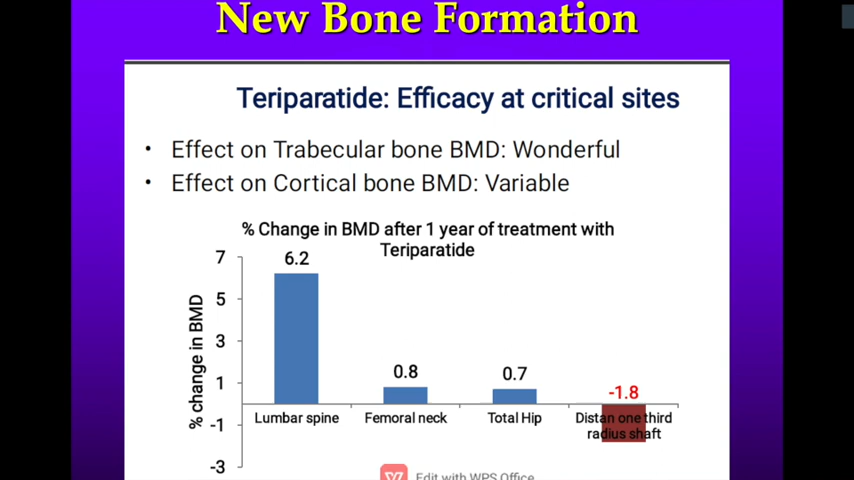 New Bone Formation
Teriparatide: Efficacy at critical sites
• Effect on Trabecular bone BMD: Wonderful
• Effect on Cortical bone BMD: Variable
% Change in BMD after 1 year of treatment with
Teriparatide
% change in BMD
7
5
3
1
-1
-3
6.2
0.8
0.7
-1.8
Lumbar spine
Femoral neck
Total Hip
Distan one third
radius shaft
Edit with WPS Office